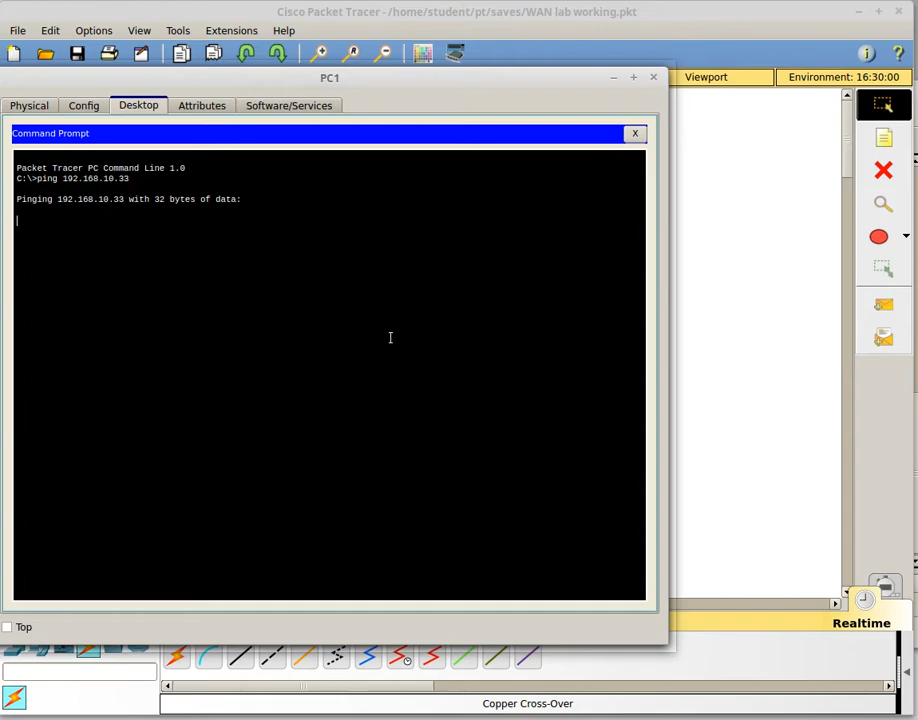 Cisco Packet Tracer - /home/student/pt/saves/WAN lab working.pkt
File Edit Options View Tools Extensions Help
PC1
Viewport
Environment: 16:30:00
Physical Config Desktop Attributes Software/Services
Command Prompt
X
Packet Tracer PC Command Line 1.0
C:\>ping 192.168.10.33
Pinging 192.168.10.33 with 32 bytes of data:
Top
Realtime
Copper Cross-Over